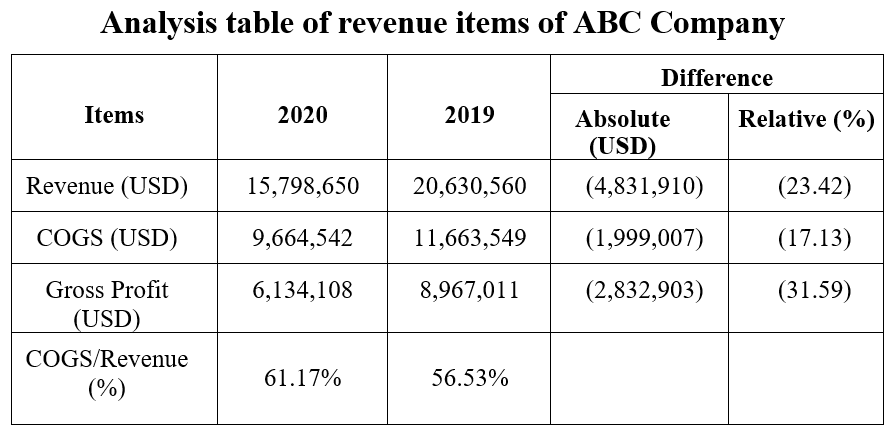 Analysis table of revenue items of ABC Company
Items 2020 2019 Difference
Absolute (USD) Relative (%)
Revenue (USD) 15,798,650 20,630,560 (4,831,910) (23.42)
COGS (USD) 9,664,542 11,663,549 (1,999,007) (17.13)
Gross Profit (USD) 6,134,108 8,967,011 (2,832,903) (31.59)
COGS/Revenue (%) 61.17% 56.53%